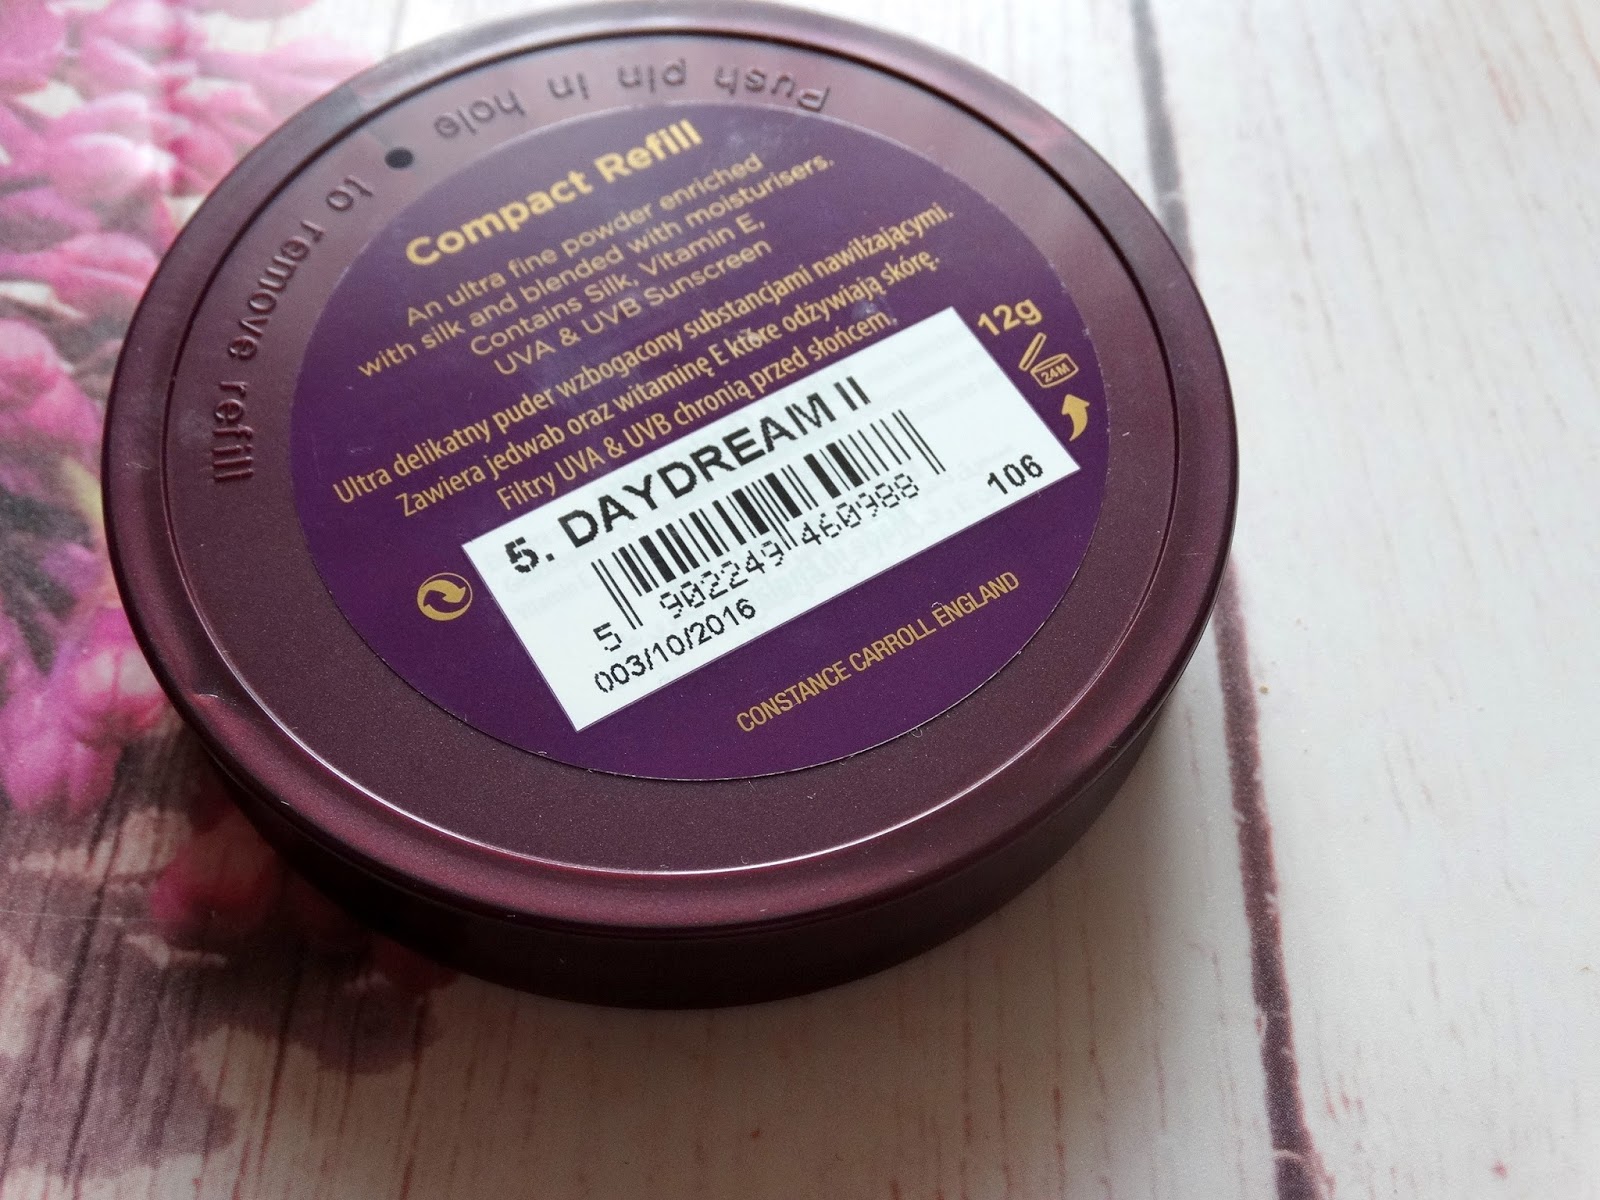 Push pin in hole
to remove refill
Compact Refill
An ultra fine powder enriched
with silk and blended with moisturisers.
Contains Silk, Vitamin E,
UVA & UVB Sunscreen
Ultra delikatny puder wzbogacony substancjami nawilżającymi.
Zawiera jedwab oraz witaminę E które odżywiają skórę.
Filtry UVA & UVB chronią przed słońcem.
12g
24M
5. DAYDREAM II
5 902249 460988
003/10/2016
106
CONSTANCE CARROLL ENGLAND